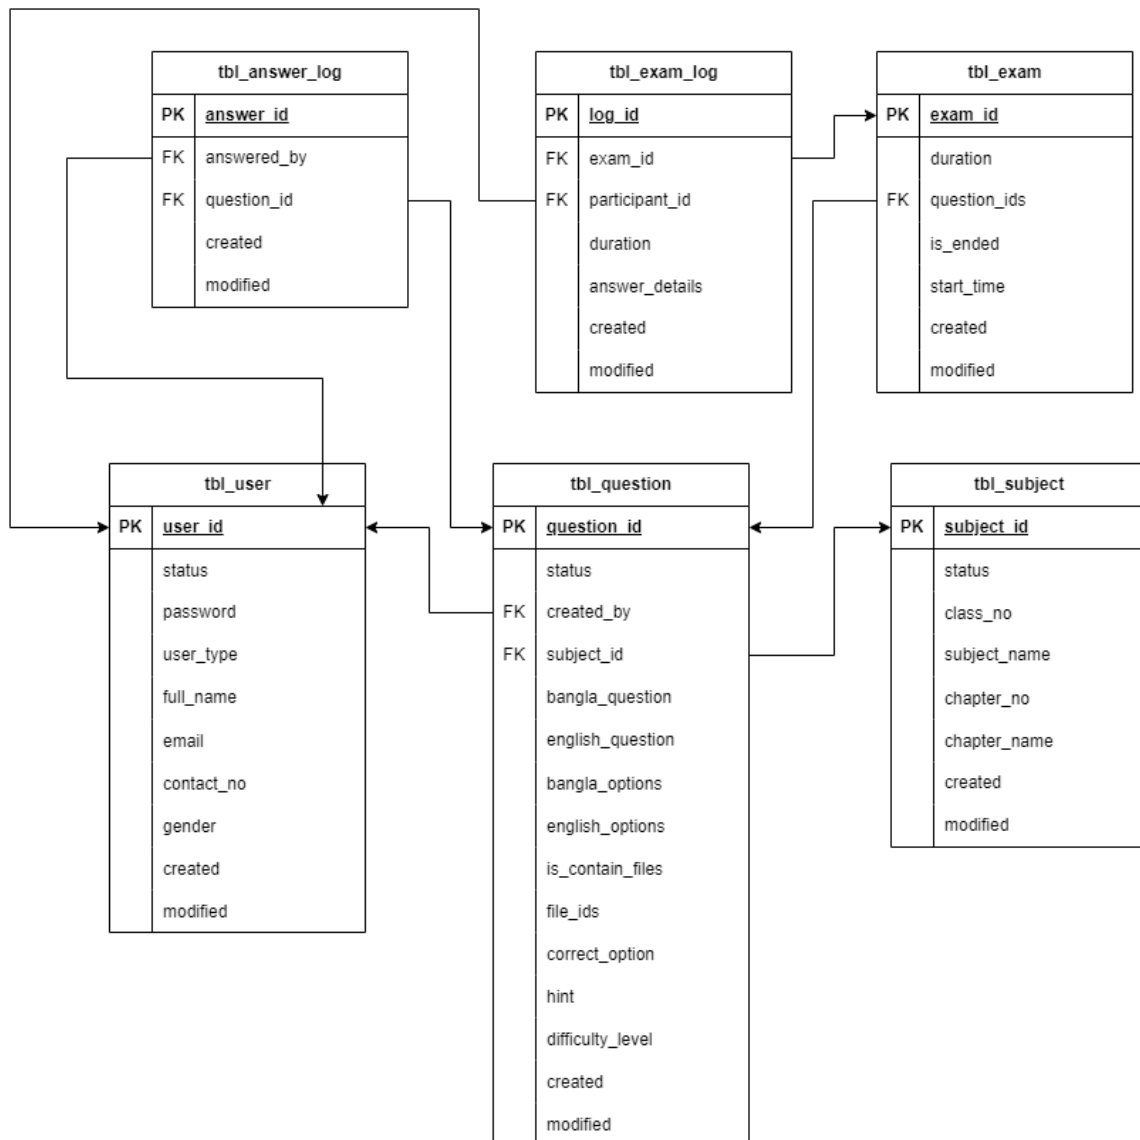 tbl_answer_log
PK answer_id
FK answered_by
FK question_id
created
modified
tbl_exam_log
PK log_id
FK exam_id
FK participant_id
duration
answer_details
created
modified
tbl_exam
PK exam_id
duration
FK question_ids
is_ended
start_time
created
modified
tbl_user
PK user_id
status
password
user_type
full_name
email
contact_no
gender
created
modified
tbl_question
PK question_id
status
FK created_by
FK subject_id
bangla_question
english_question
bangla_options
english_options
is_contain_files
file_ids
correct_option
hint
difficulty_level
created
modified
tbl_subject
PK subject_id
status
class_no
subject_name
chapter_no
chapter_name
created
modified